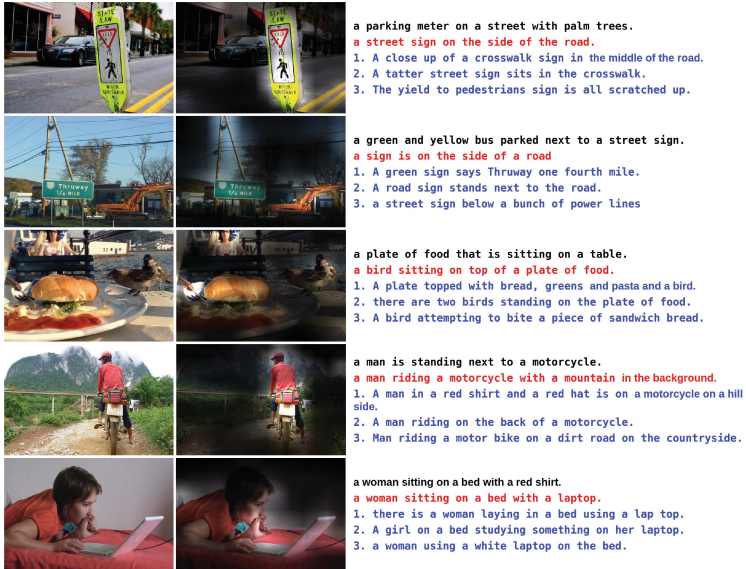 STATE LAW
a parking meter on a street with palm trees.
a street sign on the side of the road.
1. A close up of a crosswalk sign in the middle of the road.
2. A tatter street sign sits in the crosswalk.
3. The yield to pedestrians sign is all scratched up.
Thruway
1/4 MILE
a green and yellow bus parked next to a street sign.
a sign is on the side of a road
1. A green sign says Thruway one fourth mile.
2. A road sign stands next to the road.
3. a street sign below a bunch of power lines
a plate of food that is sitting on a table.
a bird sitting on top of a plate of food.
1. A plate topped with bread, greens and pasta and a bird.
2. there are two birds standing on the plate of food.
3. A bird attempting to bite a piece of sandwich bread.
a man is standing next to a motorcycle.
a man riding a motorcycle with a mountain in the background.
1. A man in a red shirt and a red hat is on a motorcycle on a hill
side.
2. A man riding on the back of a motorcycle.
3. Man riding a motor bike on a dirt road on the countryside.
a woman sitting on a bed with a red shirt.
a woman sitting on a bed with a laptop.
1. there is a woman laying in a bed using a lap top.
2. A girl on a bed studying something on her laptop.
3. a woman using a white laptop on the bed.